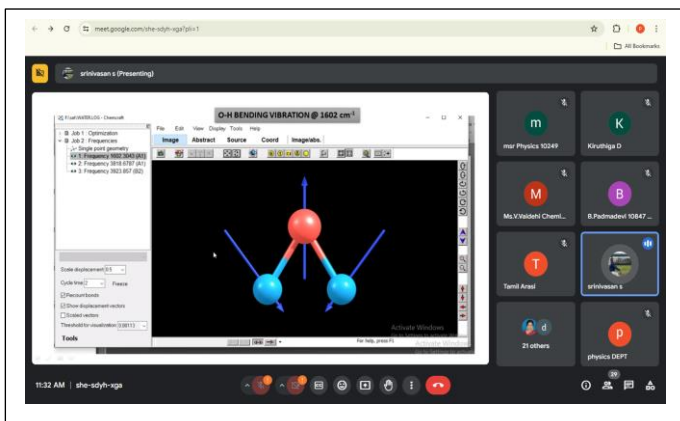 meet.google.com/she-sdyh-xga?pli=1
All Bookmarks
srinivasan s (Presenting)
O-H BENDING VIBRATION @ 1602 cm-1
Job 1 : Optimization
Job 2 : Frequencies
Single point geometry
1: Frequency 1602.3043 (A1)
2: Frequency 3818.6787 (A1)
3: Frequency 3923.657 (B2)
File Edit View Display Tools Help
Image Abstract Source Coord Image/abs.
Scale displacement
Cycle time 2 Freeze
Recount bonds
Show displacement vectors
Scaled vectors
Threshold for visualization 0.00113
Tools
For help, press F1
Activate Windows
m
msr Physics 10249
K
Kiruthiga D
M
Ms.V.Vaidehi Cheml...
B
B.Padmadevi 10847 ...
T
Tamil Arasi
srinivasan s
d
21 others
p
physics DEPT
11:32 AM | she-sdyh-xga
29